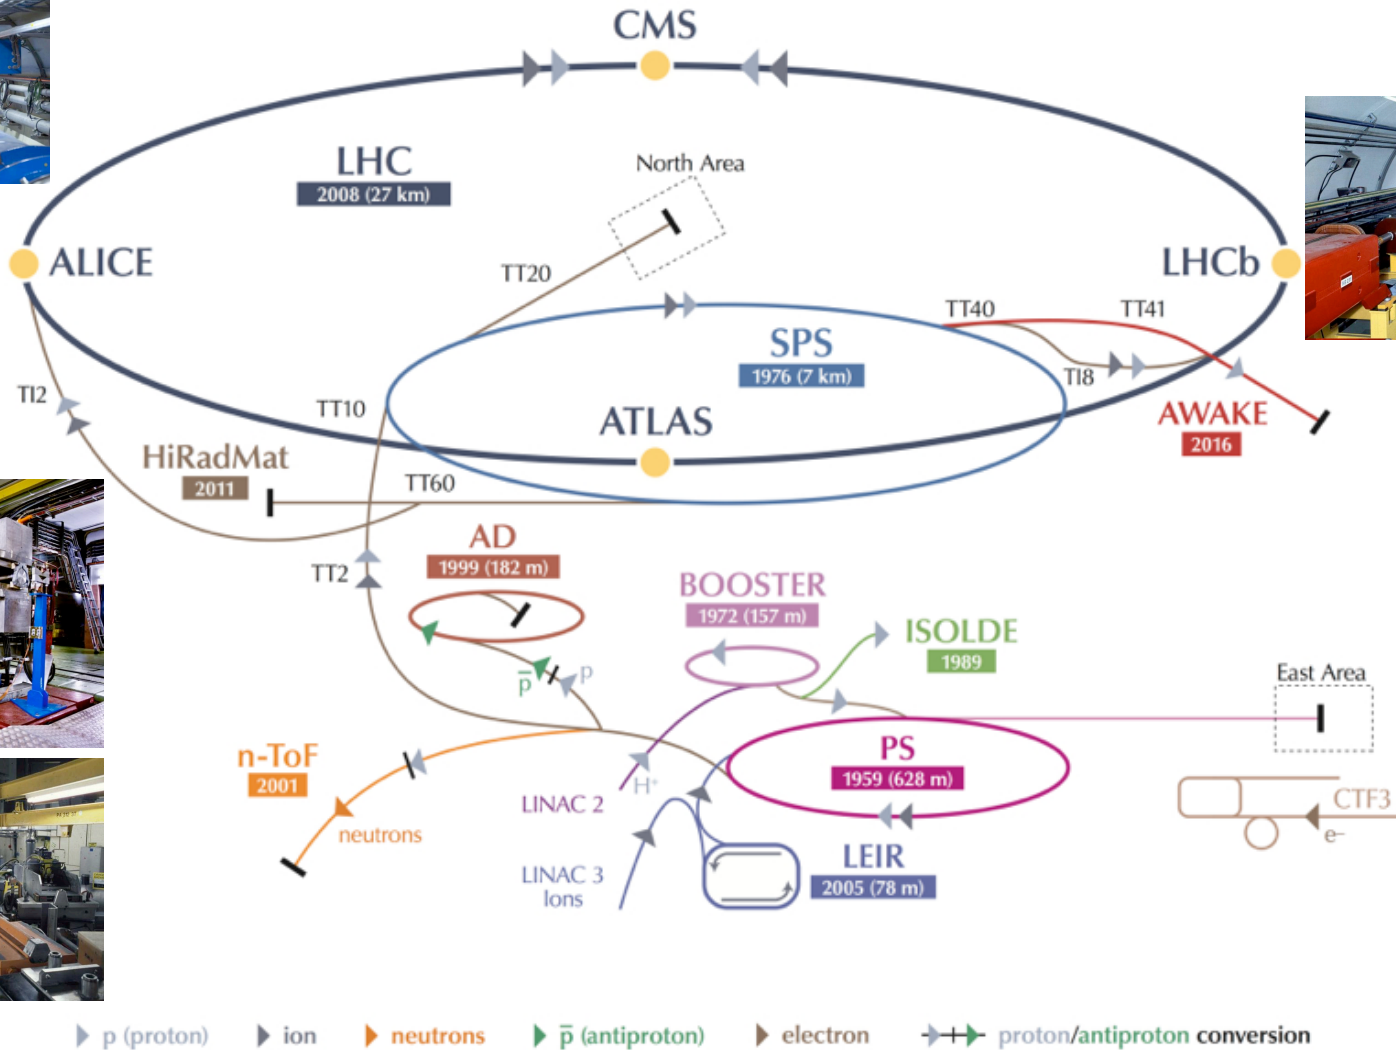 CMS
LHC
2008 (27 km)
North Area
ALICE
TT20
LHCb
TT40
TT41
SPS
1976 (7 km)
TI2
TT10
TI8
ATLAS
AWAKE
2016
HiRadMat
2011
TT60
AD
1999 (182 m)
TT2
BOOSTER
1972 (157 m)
ISOLDE
1989
p̅
p
East Area
n-ToF
2001
PS
1959 (628 m)
H⁺
LINAC 2
neutrons
CTF3
e–
LEIR
2005 (78 m)
LINAC 3
Ions
p (proton)
ion
neutrons
p̅ (antiproton)
electron
proton/antiproton conversion